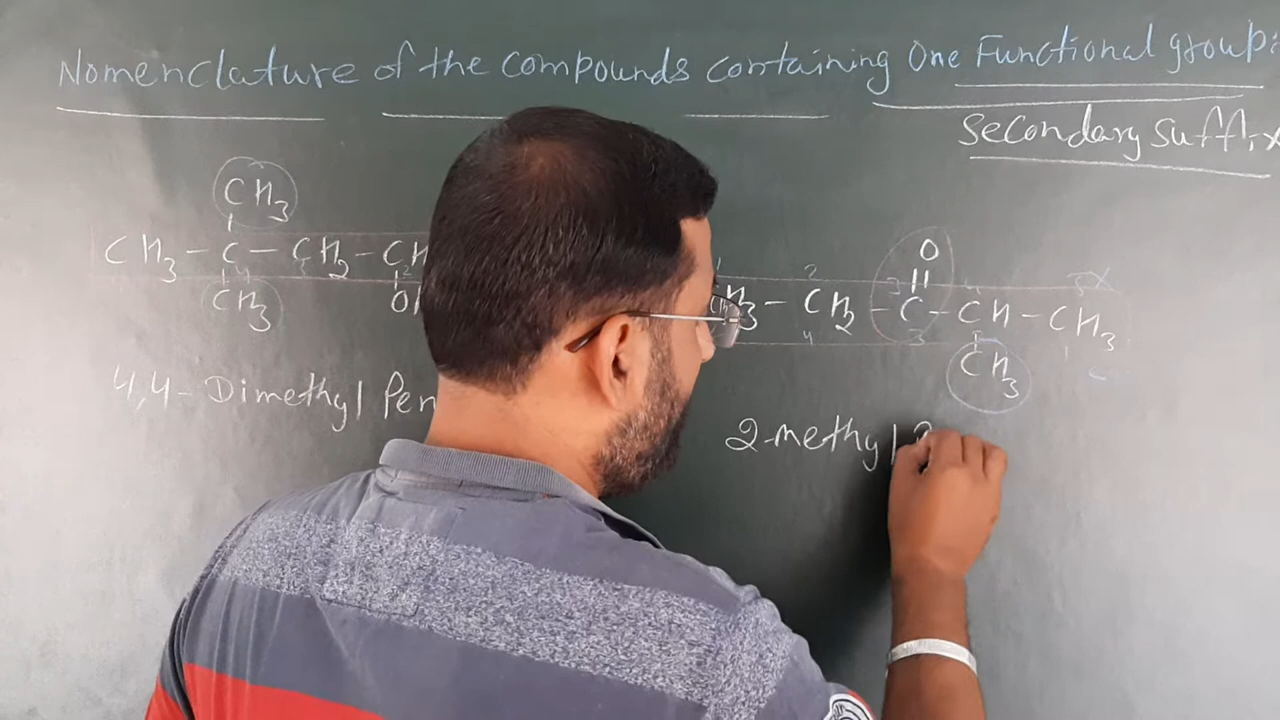 Nomenclature of the compounds containing One Functional group:
Secondary suffix
CH3
CH3 - C - CH2 - CH
CH3
4,4-Dimethyl Pen
O
CH3 - CH2 - C - CH - CH3
CH3
2-methyl